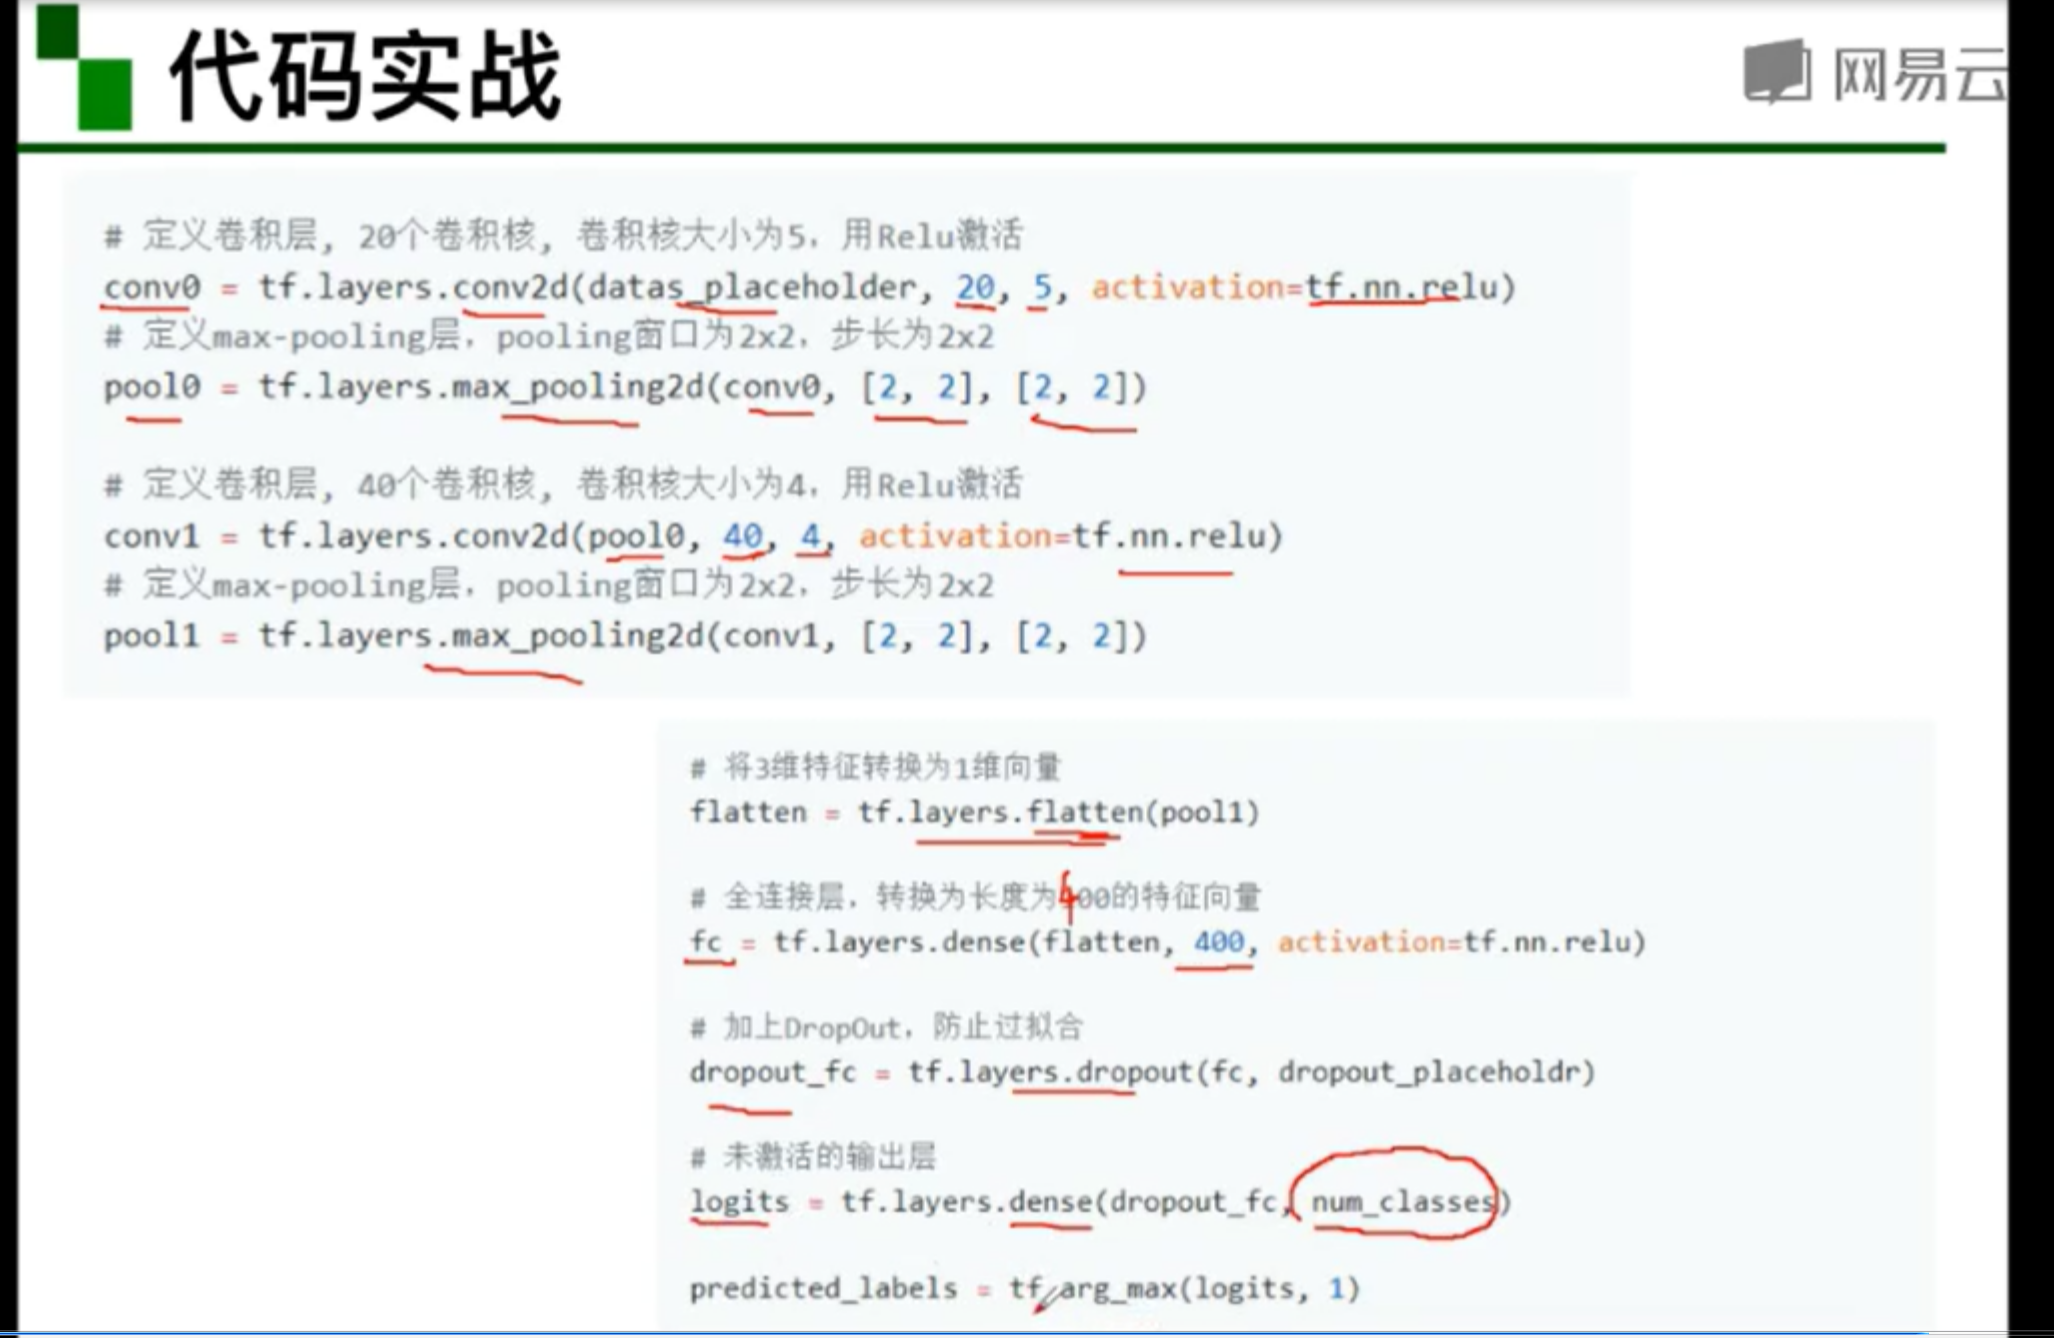 代码实战
网易云
# 定义卷积层, 20个卷积核, 卷积核大小为5, 用Relu激活
conv0 = tf.layers.conv2d(datas_placeholder, 20, 5, activation=tf.nn.relu)
# 定义max-pooling层, pooling窗口为2x2, 步长为2x2
pool0 = tf.layers.max_pooling2d(conv0, [2, 2], [2, 2])
# 定义卷积层, 40个卷积核, 卷积核大小为4, 用Relu激活
conv1 = tf.layers.conv2d(pool0, 40, 4, activation=tf.nn.relu)
# 定义max-pooling层, pooling窗口为2x2, 步长为2x2
pool1 = tf.layers.max_pooling2d(conv1, [2, 2], [2, 2])
# 将3维特征转换为1维向量
flatten = tf.layers.flatten(pool1)
# 全连接层, 转换为长度为400的特征向量
fc = tf.layers.dense(flatten, 400, activation=tf.nn.relu)
# 加上DropOut, 防止过拟合
dropout_fc = tf.layers.dropout(fc, dropout_placeholdr)
# 未激活的输出层
logits = tf.layers.dense(dropout_fc, num_classes)
predicted_labels = tf.arg_max(logits, 1)